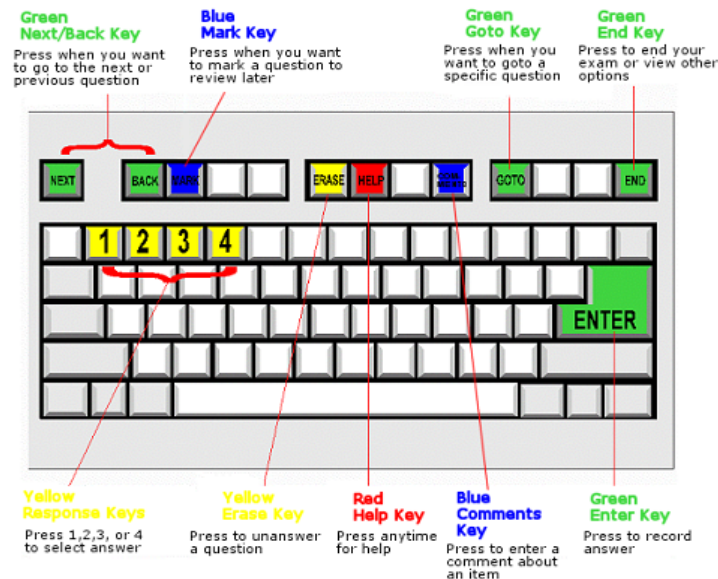 Green
Next/Back Key
Press when you want
to go to the next or
previous question
Blue
Mark Key
Press when you want
to mark a question to
review later
Green
Goto Key
Press when you
want to goto a
specific question
Green
End Key
Press to end your
exam or view other
options
NEXT
BACK
MARK
ERASE
HELP
COM-
MENTS
GOTO
END
1 2 3 4
ENTER
Yellow
Response Keys
Press 1,2,3, or 4
to select answer
Yellow
Erase Key
Press to unanswer
a question
Red
Help Key
Press anytime
for help
Blue
Comments
Key
Press to enter a
comment about
an item
Green
Enter Key
Press to record
answer